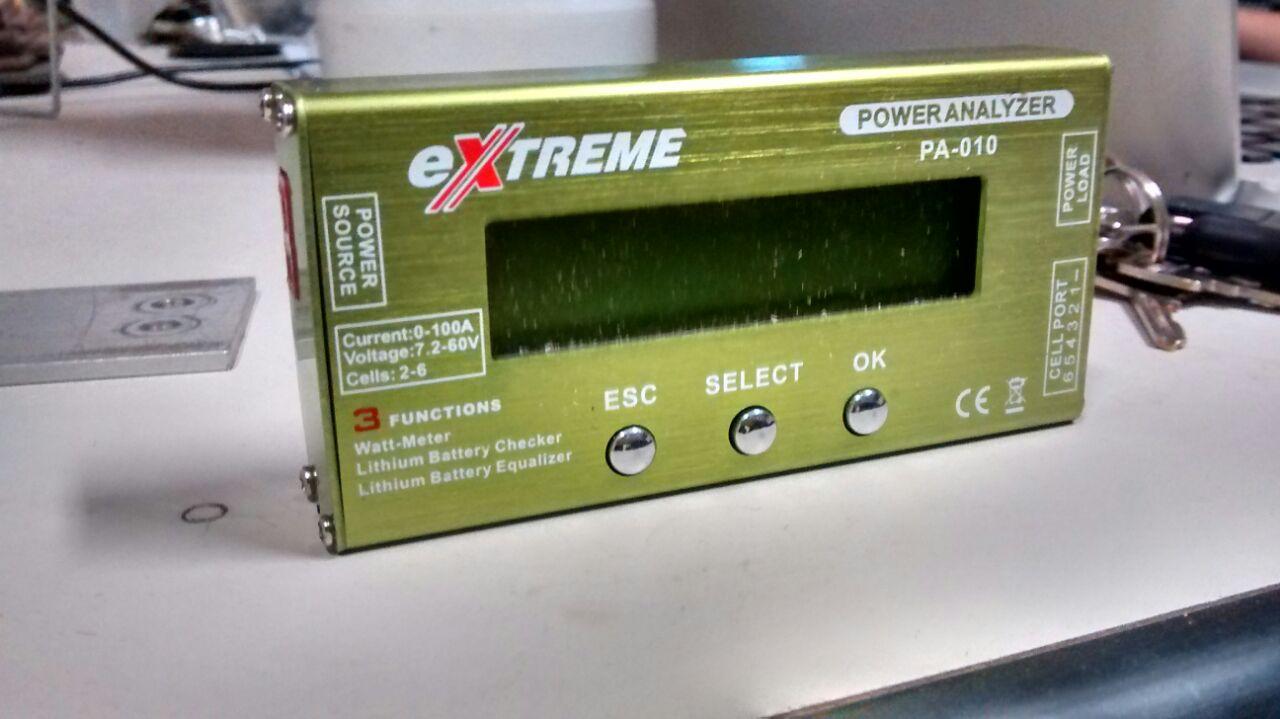 eXTREME
POWER ANALYZER
PA-010
POWER
SOURCE
POWER
LOAD
Current:0-100A
Voltage:7.2-60V
Cells: 2-6
CELL PORT
6 5 4 3 2 1 –
3 FUNCTIONS
Watt-Meter
Lithium Battery Checker
Lithium Battery Equalizer
ESC
SELECT
OK
CE